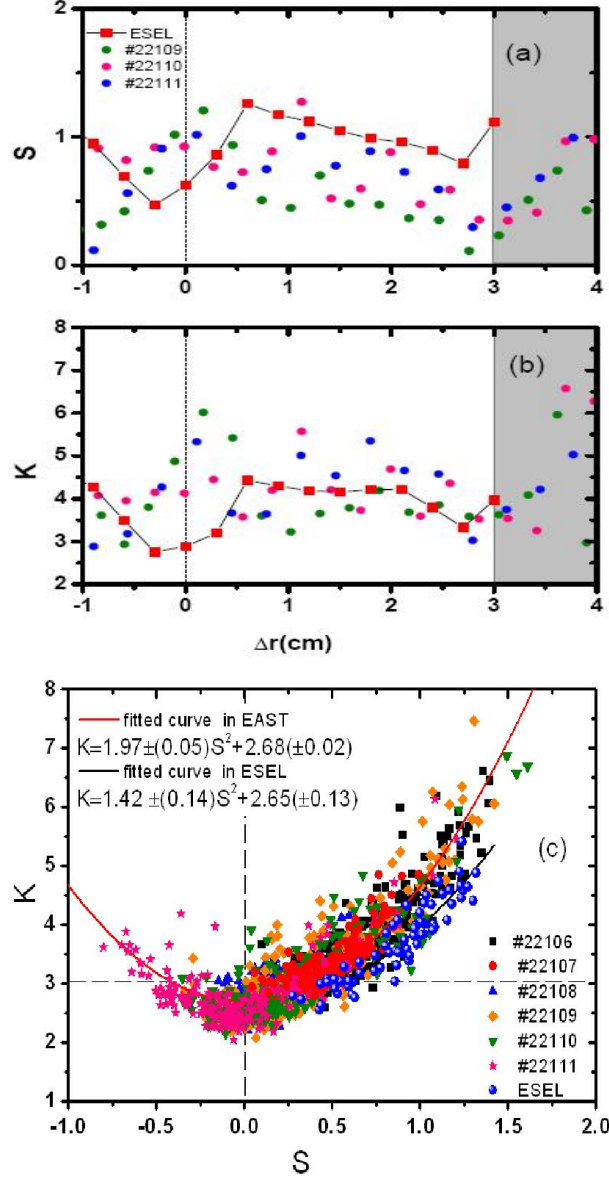 2
ESEL
#22109
#22110
#22111
(a)
1
S
0
-1 0 1 2 3 4
8
7
(b)
6
5
K
4
3
2
-1 0 1 2 3 4
Δr(cm)
8
fitted curve in EAST
K=1.97±(0.05)S²+2.68(±0.02)
7
fitted curve in ESEL
K=1.42 ±(0.14)S²+2.65(±0.13)
6
5
(c)
K
4
#22106
#22107
3
#22108
#22109
2
#22110
#22111
ESEL
1
-1.0 -0.5 0.0 0.5 1.0 1.5 2.0
S